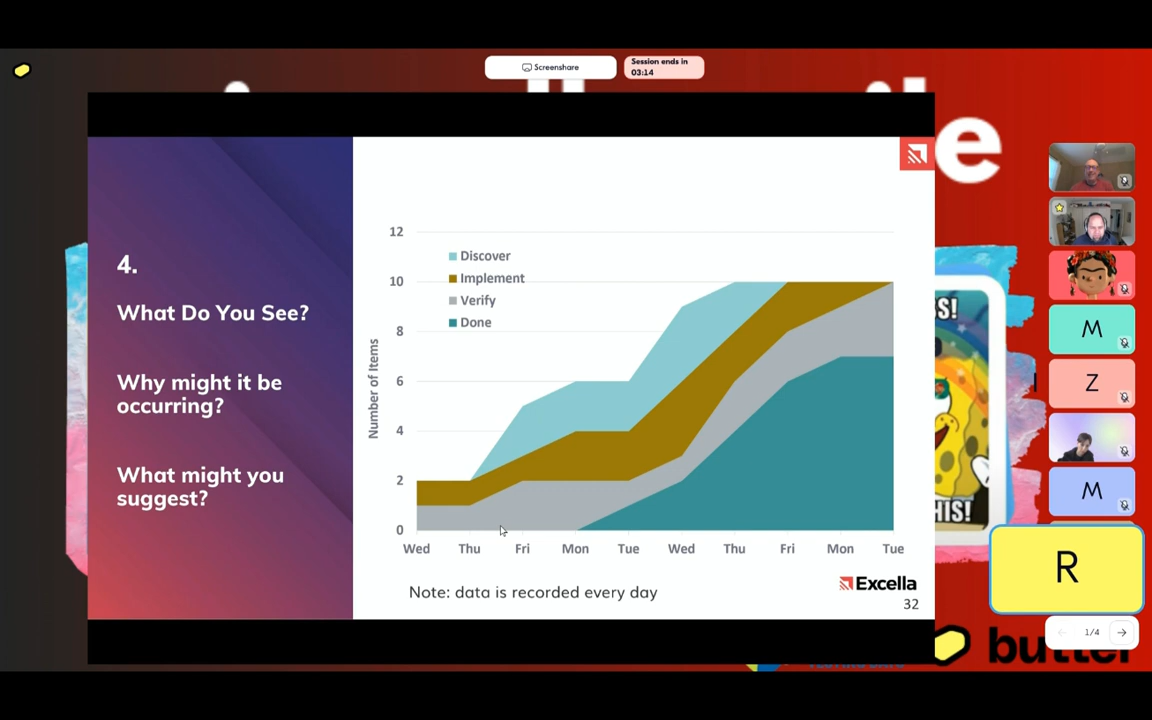 Screenshare
Session ends in
03:14
e
4.
What Do You See?
Why might it be
occurring?
What might you
suggest?
12
10
8
6
4
2
0
Number of Items
Discover
Implement
Verify
Done
Wed
Thu
Fri
Mon
Tue
Wed
Thu
Fri
Mon
Tue
Note: data is recorded every day
Excella
32
S!
HIS!
M
Z
M
R
1/4